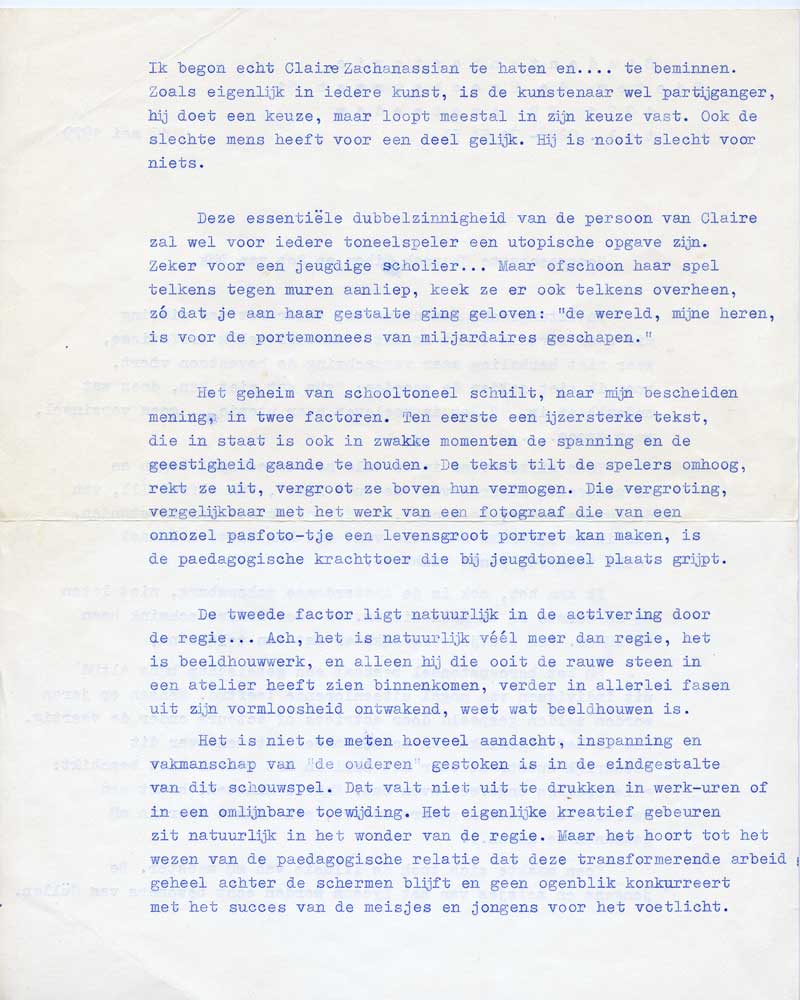 Ik begon echt Claire Zachanassian te haten en.... te beminnen.
Zoals eigenlijk in iedere kunst, is de kunstenaar wel partijganger,
hij doet een keuze, maar loopt meestal in zijn keuze vast. Ook de
slechte mens heeft voor een deel gelijk. Hij is nooit slecht voor
niets.
Deze essentiële dubbelzinnigheid van de persoon van Claire
zal wel voor iedere toneelspeler een utopische opgave zijn.
Zeker voor een jeugdige scholier... Maar ofschoon haar spel
telkens tegen muren aanliep, keek ze er ook telkens overheen,
zó dat je aan haar gestalte ging geloven: "de wereld, mijne heren,
is voor de portemonnees van miljardaires geschapen."
Het geheim van schooltoneel schuilt, naar mijn bescheiden
mening, in twee factoren. Ten eerste een ijzersterke tekst,
die in staat is ook in zwakke momenten de spanning en de
geestigheid gaande te houden. De tekst tilt de spelers omhoog,
rekt ze uit, vergroot ze boven hun vermogen. Die vergroting,
vergelijkbaar met het werk van een fotograaf die van een
onnozel pasfoto-tje een levensgroot portret kan maken, is
de paedagogische krachttoer die bij jeugdtoneel plaats grijpt.
De tweede factor ligt natuurlijk in de activering door
de regie... Ach, het is natuurlijk véél meer dan regie, het
is beeldhouwwerk, en alleen hij die ooit de rauwe steen in
een atelier heeft zien binnenkomen, verder in allerlei fasen
uit zijn vormloosheid ontwakend, weet wat beeldhouwen is.
Het is niet te meten hoeveel aandacht, inspanning en
vakmanschap van "de ouderen" gestoken is in de eindgestalte
van dit schouwspel. Dat valt niet uit te drukken in werk-uren of
in een omlijnbare toewijding. Het eigenlijke kreatief gebeuren
zit natuurlijk in het wonder van de regie. Maar het hoort tot het
wezen van de paedagogische relatie dat deze transformerende arbeid
geheel achter de schermen blijft en geen ogenblik konkurreert
met het succes van de meisjes en jongens voor het voetlicht.